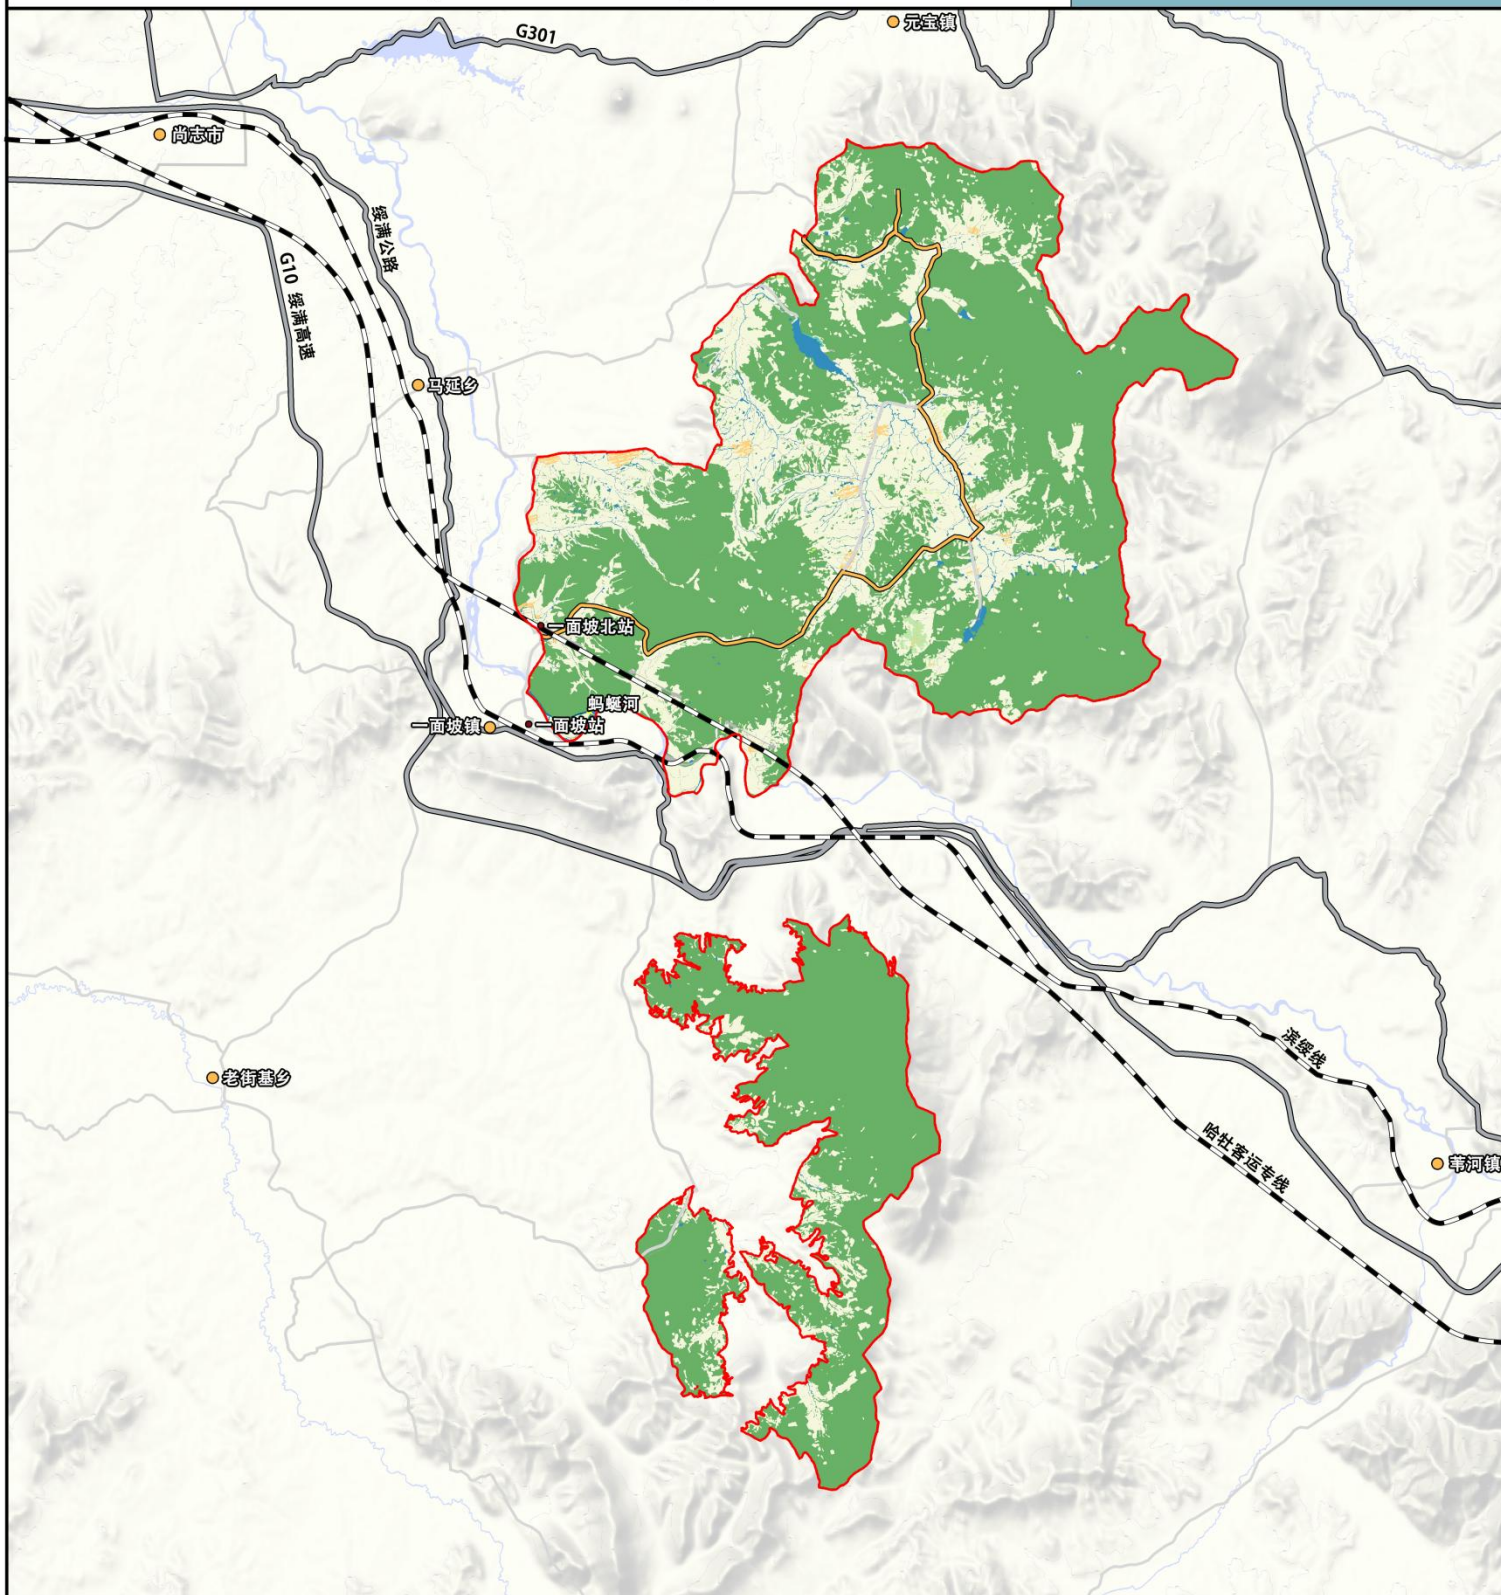 元宝镇
G301
尚志市
绥满公路
G10 绥满高速
马延乡
一面坡北站
蚂蜒河
一面坡镇
一面坡站
滨绥线
老街基乡
哈牡客运专线
苇河镇